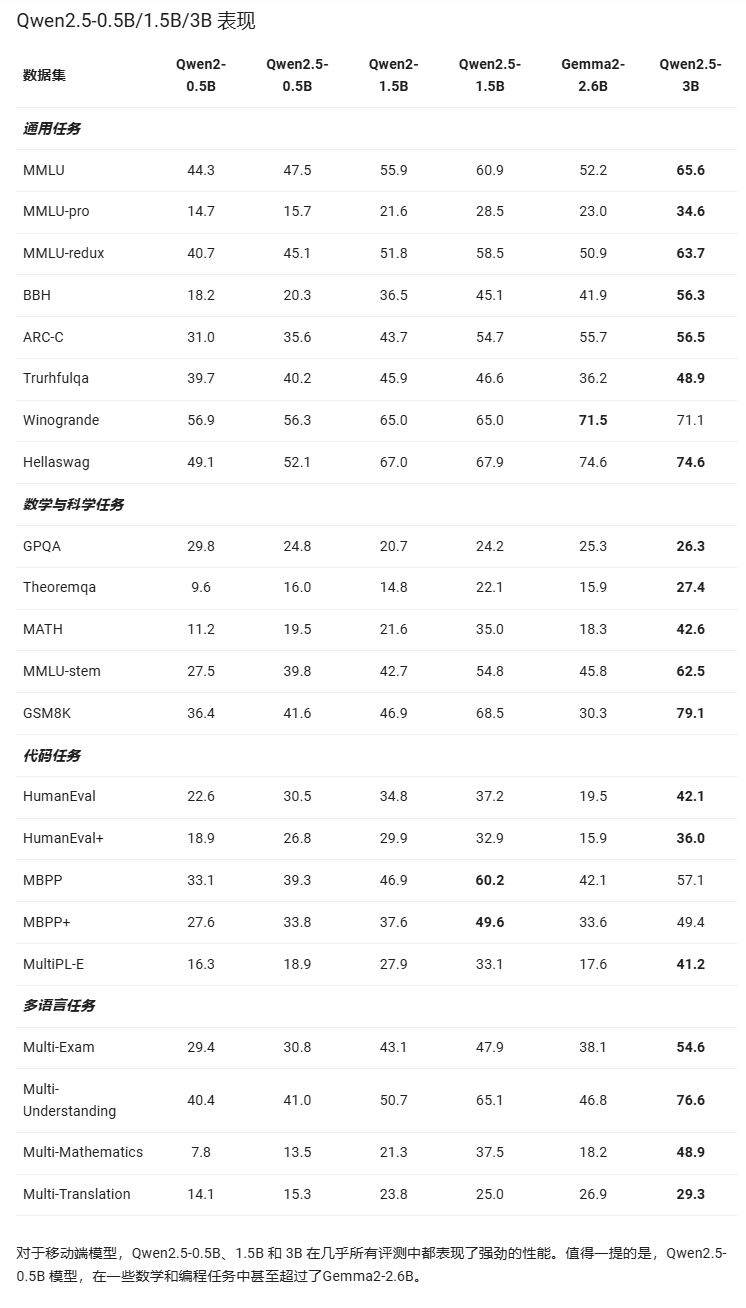 Qwen2.5-0.5B/1.5B/3B 表现
数据集 Qwen2-0.5B Qwen2.5-0.5B Qwen2-1.5B Qwen2.5-1.5B Gemma2-2.6B Qwen2.5-3B
通用任务
MMLU 44.3 47.5 55.9 60.9 52.2 65.6
MMLU-pro 14.7 15.7 21.6 28.5 23.0 34.6
MMLU-redux 40.7 45.1 51.8 58.5 50.9 63.7
BBH 18.2 20.3 36.5 45.1 41.9 56.3
ARC-C 31.0 35.6 43.7 54.7 55.7 56.5
Trurhfulqa 39.7 40.2 45.9 46.6 36.2 48.9
Winogrande 56.9 56.3 65.0 65.0 71.5 71.1
Hellaswag 49.1 52.1 67.0 67.9 74.6 74.6
数学与科学任务
GPQA 29.8 24.8 20.7 24.2 25.3 26.3
Theoremqa 9.6 16.0 14.8 22.1 15.9 27.4
MATH 11.2 19.5 21.6 35.0 18.3 42.6
MMLU-stem 27.5 39.8 42.7 54.8 45.8 62.5
GSM8K 36.4 41.6 46.9 68.5 30.3 79.1
代码任务
HumanEval 22.6 30.5 34.8 37.2 19.5 42.1
HumanEval+ 18.9 26.8 29.9 32.9 15.9 36.0
MBPP 33.1 39.3 46.9 60.2 42.1 57.1
MBPP+ 27.6 33.8 37.6 49.6 33.6 49.4
MultiPL-E 16.3 18.9 27.9 33.1 17.6 41.2
多语言任务
Multi-Exam 29.4 30.8 43.1 47.9 38.1 54.6
Multi-Understanding 40.4 41.0 50.7 65.1 46.8 76.6
Multi-Mathematics 7.8 13.5 21.3 37.5 18.2 48.9
Multi-Translation 14.1 15.3 23.8 25.0 26.9 29.3
对于移动端模型，Qwen2.5-0.5B、1.5B 和 3B 在几乎所有评测中都表现了强劲的性能。值得一提的是，Qwen2.5-
0.5B 模型，在一些数学和编程任务中甚至超过了Gemma2-2.6B。